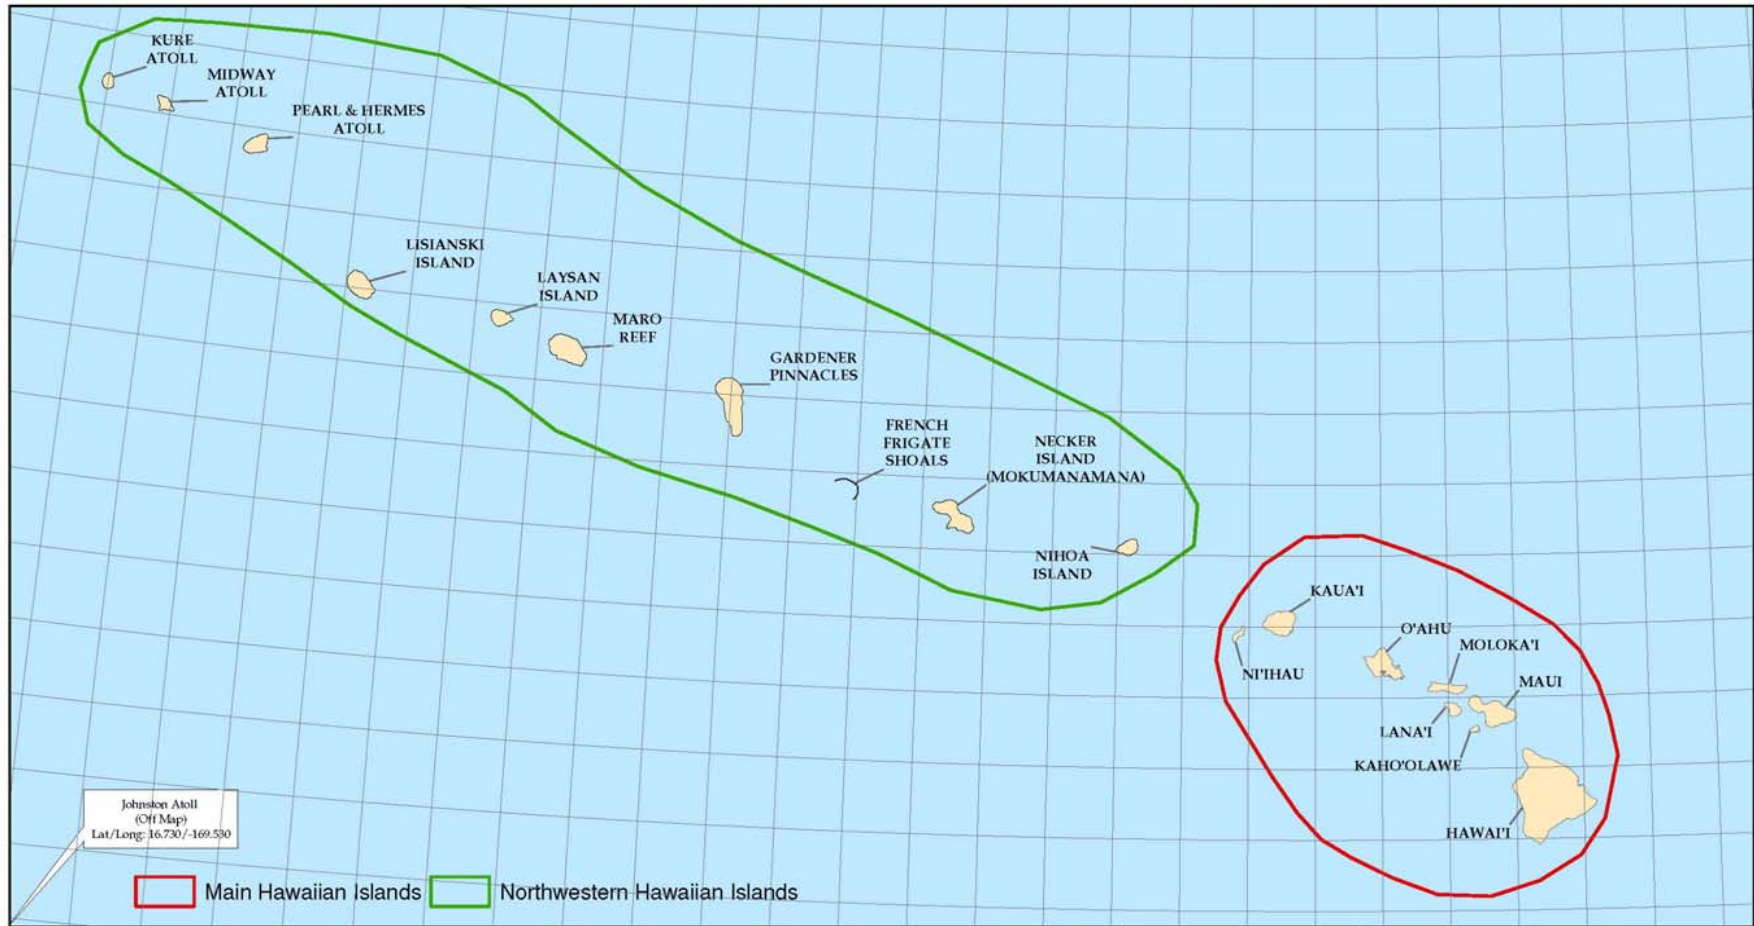 KURE
ATOLL
MIDWAY
ATOLL
PEARL & HERMES
ATOLL
LISIANSKI
ISLAND
LAYSAN
ISLAND
MARO
REEF
GARDENER
PINNACLES
FRENCH
FRIGATE
SHOALS
NECKER
ISLAND
(MOKUMANAMANA)
NIHOA
ISLAND
KAUA'I
O'AHU
MOLOKA'I
NI'IHAU
MAUI
LANA'I
KAHO'OLAWE
HAWAI'I
Johnston Atoll
(Off Map)
Lat/Long: 16.730/-169.530
Main Hawaiian Islands
Northwestern Hawaiian Islands